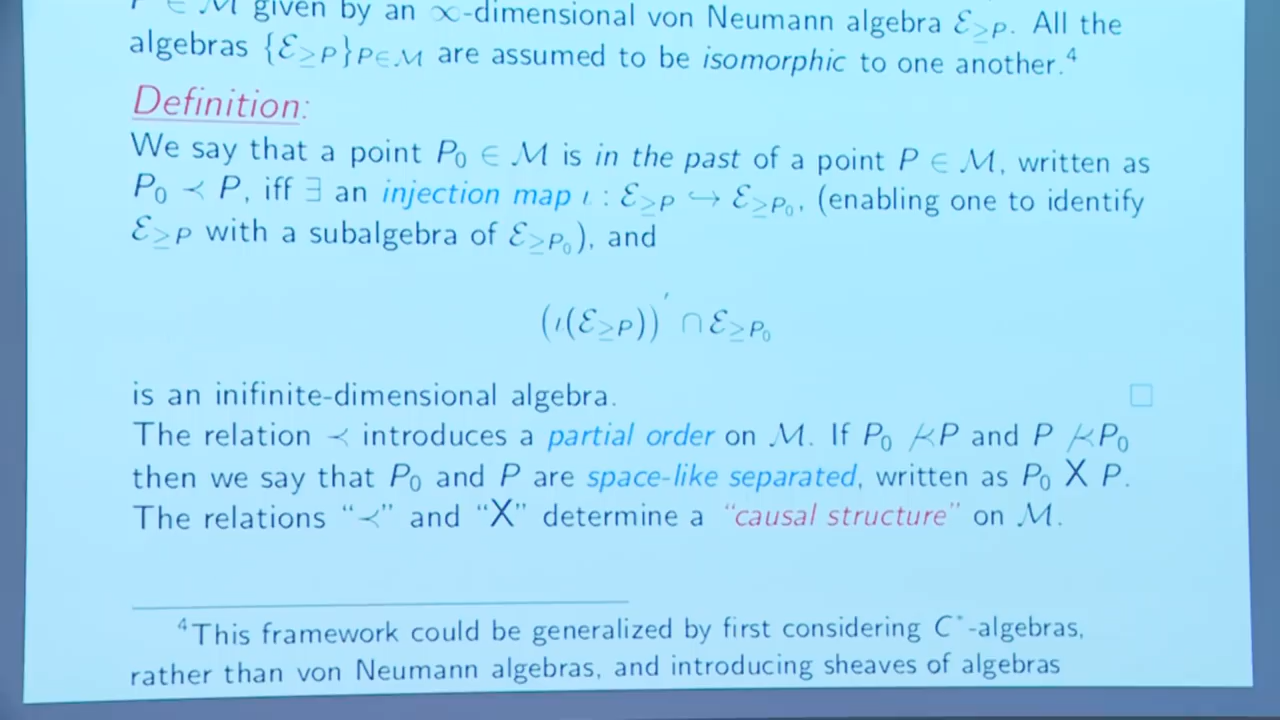 P ∈ M given by an ∞-dimensional von Neumann algebra ℰ≥P. All the
algebras {ℰ≥P}P∈M are assumed to be isomorphic to one another.⁴
Definition:
We say that a point P₀ ∈ M is in the past of a point P ∈ M, written as
P₀ ≺ P, iff ∃ an injection map ι : ℰ≥P ↪ ℰ≥P₀, (enabling one to identify
ℰ≥P with a subalgebra of ℰ≥P₀), and
(ι(ℰ≥P))′ ∩ ℰ≥P₀
is an inifinite-dimensional algebra. □
The relation ≺ introduces a partial order on M. If P₀ ⊀ P and P ⊀ P₀
then we say that P₀ and P are space-like separated, written as P₀ X P.
The relations “≺” and “X” determine a “causal structure” on M.
⁴This framework could be generalized by first considering C*-algebras,
rather than von Neumann algebras, and introducing sheaves of algebras